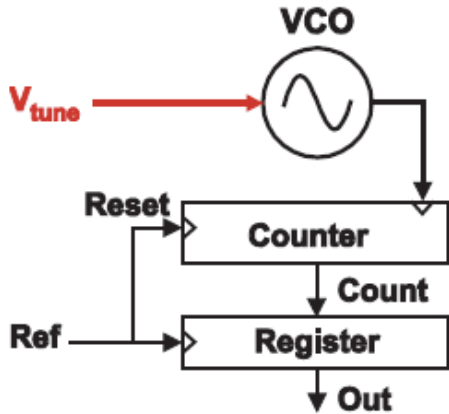 VCO
Vtune
Reset
Counter
Count
Ref
Register
Out